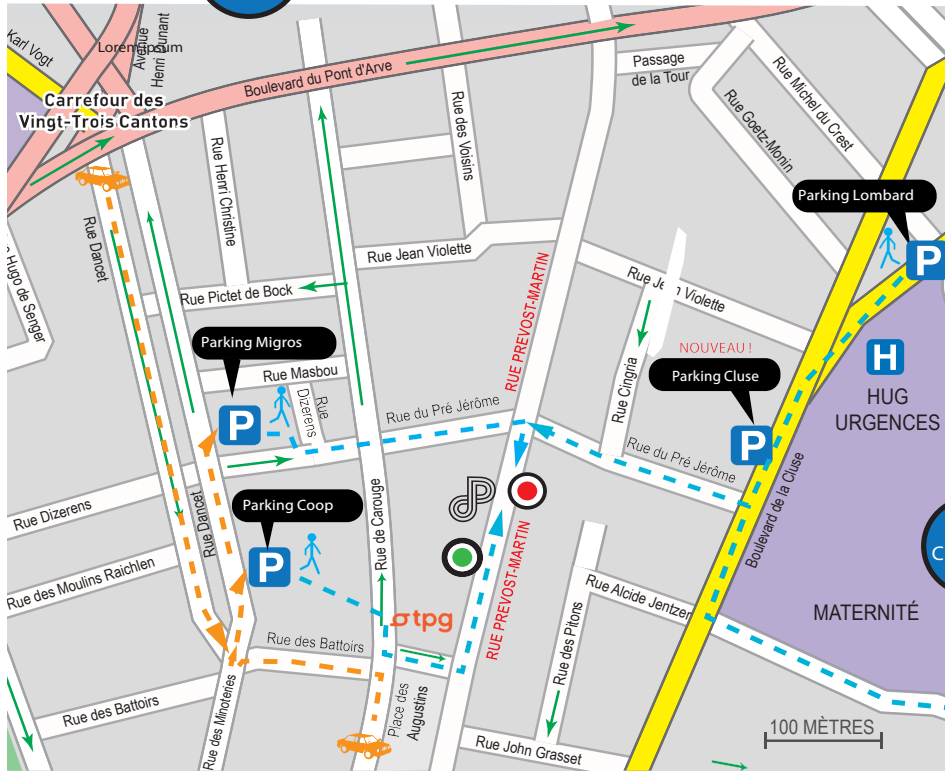 Karl Vogt
Lorem ipsum
Avenue
Henri Dunant
Boulevard du Pont d'Arve
Carrefour des
Vingt-Trois Cantons
Passage
de la Tour
Rue Michel du Crest
Rue Goetz-Monin
Rue des Voisins
Rue Henri Christine
Rue Dancet
Hugo de Senger
Parking Lombard
P
Rue Jean Violette
Rue Jean Violette
Rue Pictet de Bock
RUE PREVOST-MARTIN
NOUVEAU !
Parking Cluse
P
H
HUG
URGENCES
Parking Migros
P
Rue Masbou
Rue
Dizerens
Rue Cingria
Rue du Pré Jérôme
Rue du Pré Jérôme
Rue Dizerens
Rue Dancet
Parking Coop
P
Rue de Carouge
Boulevard de la Cluse
C
Rue des Moulins Raichlen
RUE PREVOST-MARTIN
Rue Alcide Jentzer
MATERNITÉ
tpg
Rue des Battoirs
Rue des Pitons
Rue des Battoirs
Rue des Minoteries
Place des
Augustins
Rue John Grasset
100 MÈTRES